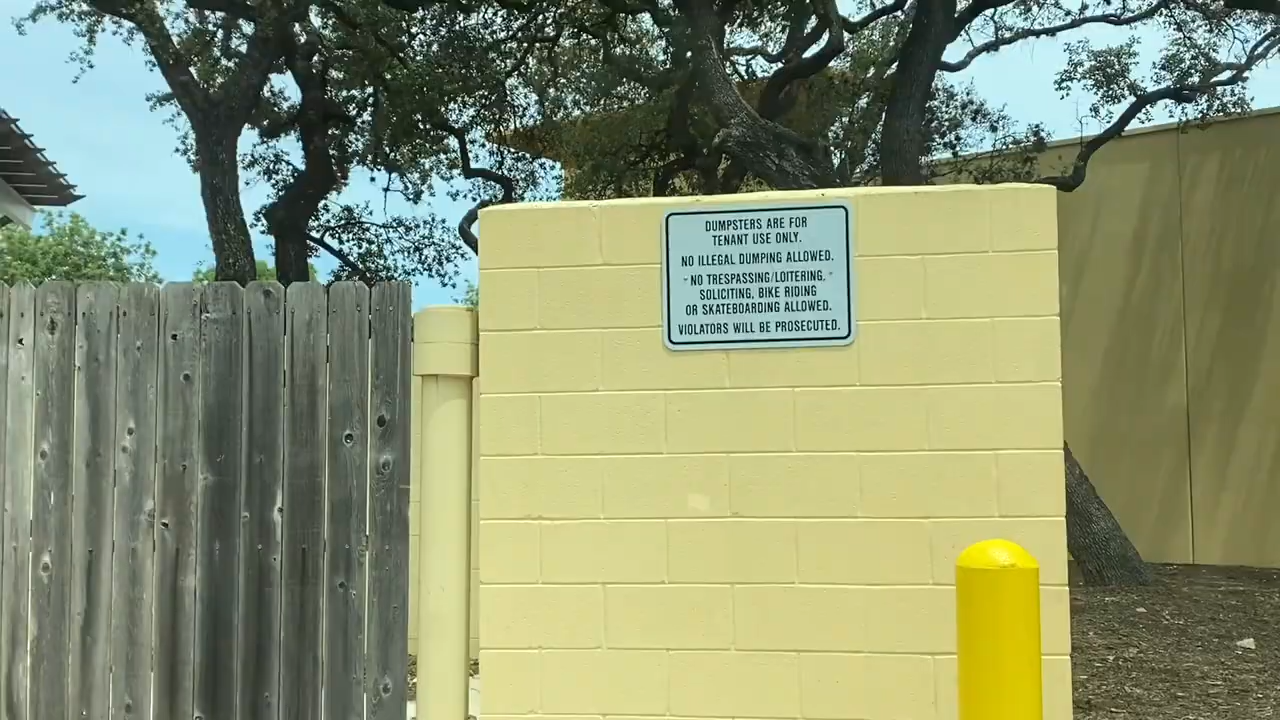 DUMPSTERS ARE FOR
TENANT USE ONLY.
NO ILLEGAL DUMPING ALLOWED.
NO TRESPASSING/LOITERING.
SOLICITING, BIKE RIDING
OR SKATEBOARDING ALLOWED.
VIOLATORS WILL BE PROSECUTED.